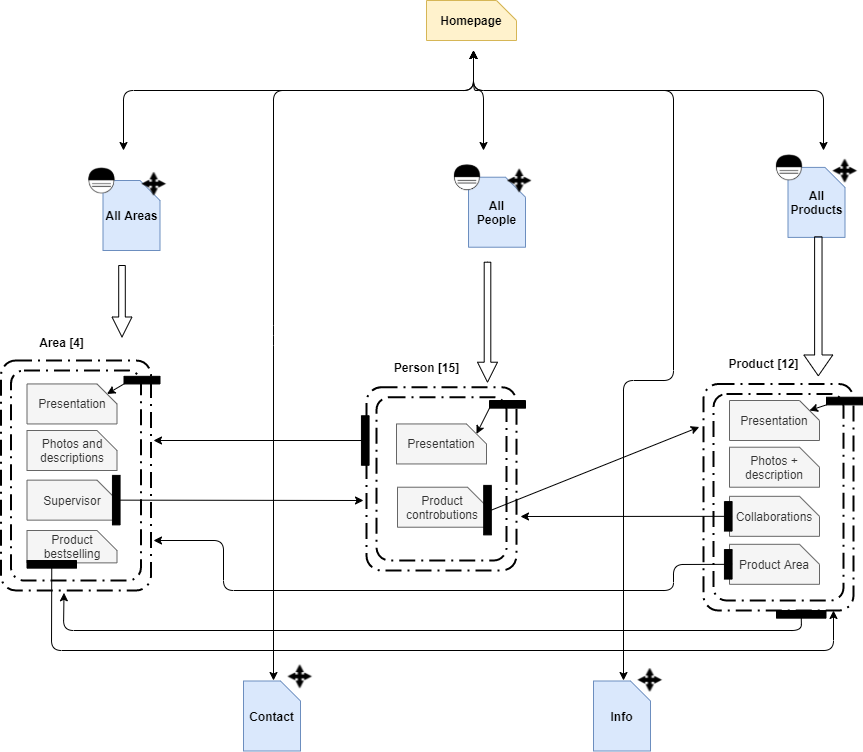 Homepage
All Areas
All
People
All
Products
Area [4]
Presentation
Photos and
descriptions
Supervisor
Product
bestselling
Person [15]
Presentation
Product
controbutions
Product [12]
Presentation
Photos +
description
Collaborations
Product Area
Contact
Info